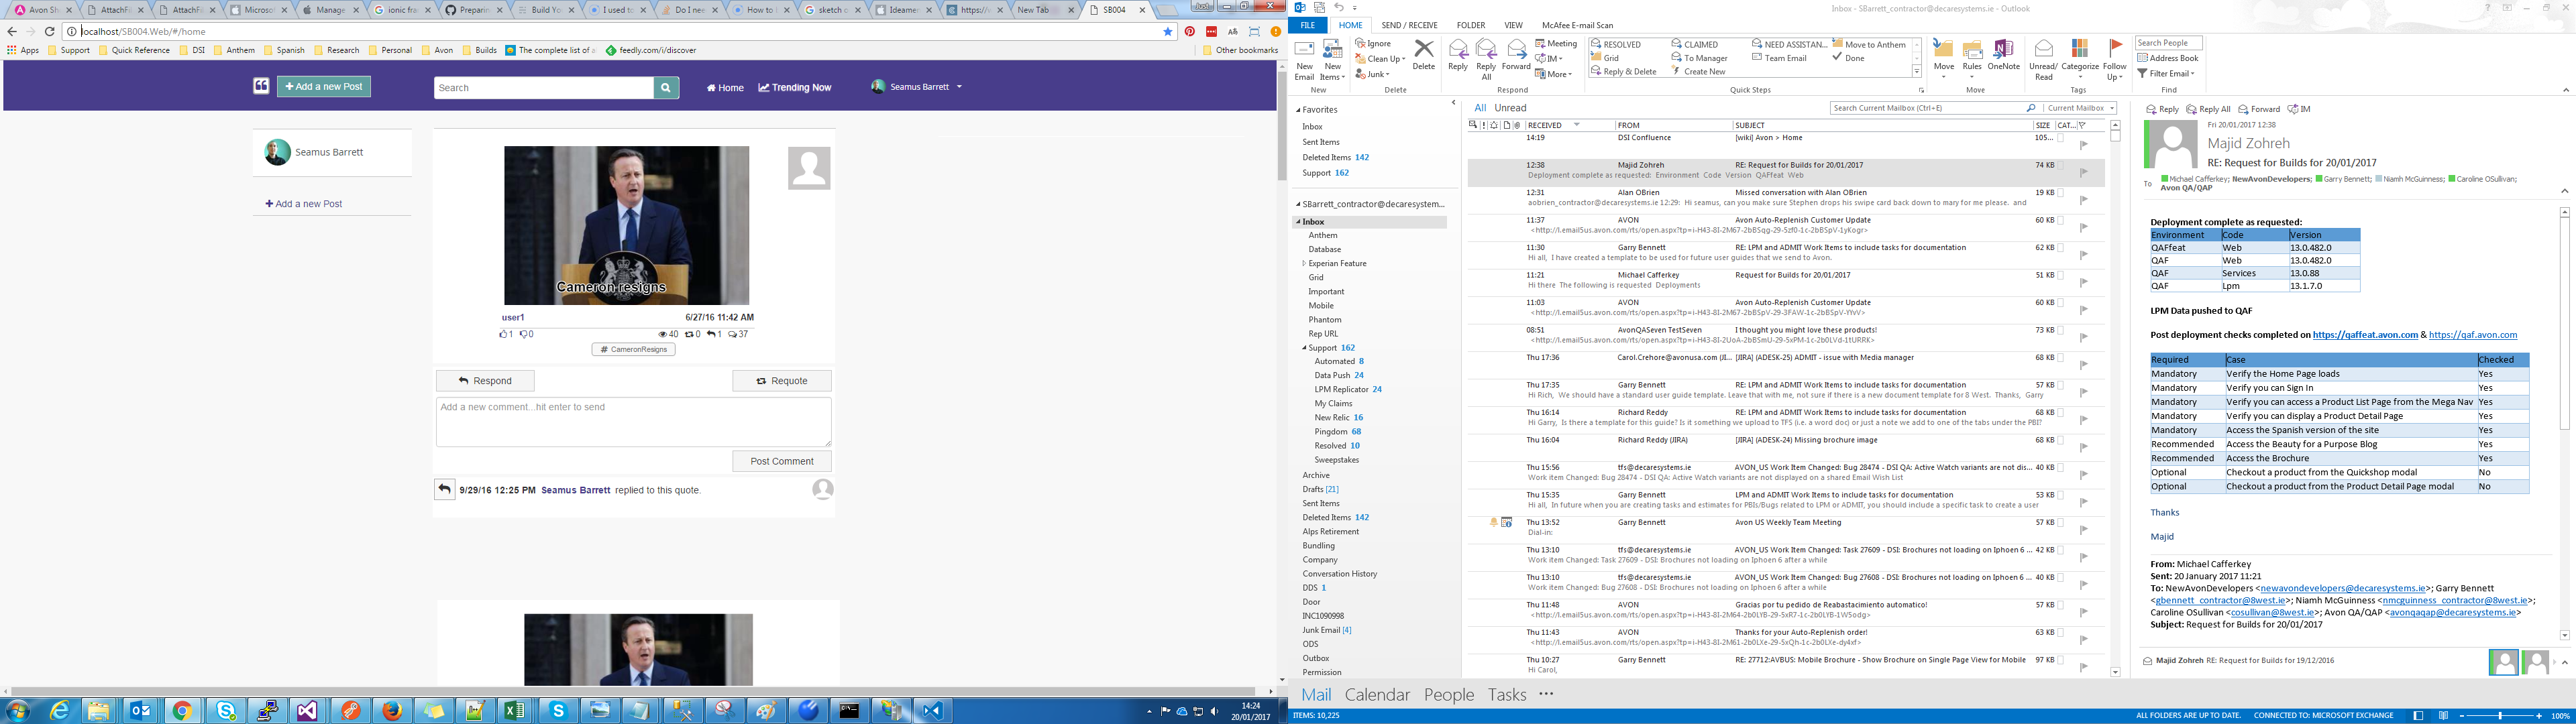 Avon Sh
AttachFil
AttachFil
Microsof
Manage
ionic fra
Preparin
Build Yo
I used to
Do I nee
How to
sketch o
Ideamer
https://
New Tab
SB004
localhost/SB004.Web/#/home
Apps Support Quick Reference DSI Anthem Spanish Research Personal Avon Builds The complete list of a feedly.com/i/discover Other bookmarks
Add a new Post
Search
Home
Trending Now
Seamus Barrett
Seamus Barrett
Add a new Post
Cameron resigns
user1 6/27/16 11:42 AM
1 0 40 0 1 37
# CameronResigns
Respond
Requote
Add a new comment...hit enter to send
Post Comment
9/29/16 12:25 PM Seamus Barrett replied to this quote.
14:24
20/01/2017
Inbox - SBarrett_contractor@decaresystems.ie - Outlook
FILE HOME SEND / RECEIVE FOLDER VIEW McAfee E-mail Scan
New Email
New Items
New
Ignore
Clean Up
Junk
Delete
Delete
Reply
Reply All
Forward
Meeting
IM
More
Respond
RESOLVED
Grid
Reply & Delete
CLAIMED
To Manager
Create New
NEED ASSISTAN...
Team Email
Move to Anthem
Done
Quick Steps
Move
Rules
OneNote
Move
Unread/ Read
Categorize
Follow Up
Tags
Search People
Address Book
Filter Email
Find
Favorites
Inbox
Sent Items
Deleted Items 142
Support 162
SBarrett_contractor@decaresystem...
Inbox
Anthem
Database
Experian Feature
Grid
Important
Mobile
Phantom
Rep URL
Support 162
Automated 8
Data Push 24
LPM Replicator 24
My Claims
New Relic 16
Pingdom 68
Resolved 10
Sweepstakes
Archive
Drafts [21]
Sent Items
Deleted Items 142
Alps Retirement
Bundling
Company
Conversation History
DDS 1
Door
INC1090998
Junk Email [4]
ODS
Outbox
Permission
All Unread
Search Current Mailbox (Ctrl+E)
Current Mailbox
RECEIVED FROM SUBJECT SIZE CAT...
14:19 DSI Confluence [wiki] Avon > Home 105...
12:38 Majid Zohreh RE: Request for Builds for 20/01/2017 74 KB
Deployment complete as requested: Environment Code Version QAFfeat Web
12:31 Alan OBrien Missed conversation with Alan OBrien 19 KB
aobrien_contractor@decaresystems.ie 12:29: Hi seamus, can you make sure Stephen drops his swipe card back down to mary for me please. and
11:37 AVON Avon Auto-Replenish Customer Update 60 KB
11:30 Garry Bennett RE: LPM and ADMIT Work Items to include tasks for documentation 62 KB
Hi all, I have created a template to be used for future user guides that we send to Avon.
11:21 Michael Cafferkey Request for Builds for 20/01/2017 51 KB
Hi there The following is requested Deployments
11:03 AVON Avon Auto-Replenish Customer Update 60 KB
08:51 AvonQASeven TestSeven I thought you might love these products! 73 KB
Thu 17:36 Carol.Crehore@avonusa.com (JI... [JIRA] (ADESK-25) ADMIT - issue with Media manager 68 KB
Thu 17:35 Garry Bennett RE: LPM and ADMIT Work Items to include tasks for documentation 57 KB
Hi Rich, We should have a standard user guide template. Leave that with me, not sure if there is a new document template for 8 West. Thanks, Garry
Thu 16:14 Richard Reddy RE: LPM and ADMIT Work Items to include tasks for documentation 68 KB
Hi Garry, Is there a template for this guide? Is it something we upload to TFS (i.e. a word doc) or just a note we add to one of the tabs under the PBI?
Thu 16:04 Richard Reddy (JIRA) [JIRA] (ADESK-24) Missing brochure image 68 KB
Thu 15:56 tfs@decaresystems.ie AVON_US Work Item Changed: Bug 28474 - DSI QA: Active Watch variants are not dis... 40 KB
Work item Changed: Bug 28474 - DSI QA: Active Watch variants are not displayed on a shared Email Wish List
Thu 15:35 Garry Bennett LPM and ADMIT Work Items to include tasks for documentation 53 KB
Hi all, In future when you are creating tasks and estimates for PBIs/Bugs related to LPM or ADMIT, you should include a specific task to create a user
Thu 13:52 Garry Bennett Avon US Weekly Team Meeting 57 KB
Dial-in:
Thu 13:10 tfs@decaresystems.ie AVON_US Work Item Changed: Task 27609 - DSI: Brochures not loading on Iphoen 6 ... 42 KB
Work item Changed: Task 27609 - DSI: Brochures not loading on Iphoen 6 after a while
Thu 13:10 tfs@decaresystems.ie AVON_US Work Item Changed: Bug 27608 - DSI: Brochures not loading on Iphoen 6 ... 40 KB
Work item Changed: Bug 27608 - DSI: Brochures not loading on Iphoen 6 after a while
Thu 11:48 AVON Gracias por tu pedido de Reabastacimiento automatico! 57 KB
Thu 11:43 AVON Thanks for your Auto-Replenish order! 63 KB
Thu 10:27 Garry Bennett RE: 27712:AVBUS: Mobile Brochure - Show Brochure on Single Page View for Mobile 97 KB
Hi Carol,
Reply Reply All Forward IM
Fri 20/01/2017 12:38
Majid Zohreh
RE: Request for Builds for 20/01/2017
To Michael Cafferkey; NewAvonDevelopers; Garry Bennett; Niamh McGuinness; Caroline OSullivan;
Avon QA/QAP
Deployment complete as requested:
Environment Code Version
QAFfeat Web 13.0.482.0
QAF Web 13.0.482.0
QAF Services 13.0.88
QAF Lpm 13.1.7.0
LPM Data pushed to QAF
Post deployment checks completed on https://qaffeat.avon.com & https://qaf.avon.com
Required Case Checked
Mandatory Verify the Home Page loads Yes
Mandatory Verify you can Sign In Yes
Mandatory Verify you can access a Product List Page from the Mega Nav Yes
Mandatory Verify you can display a Product Detail Page Yes
Mandatory Access the Spanish version of the site Yes
Recommended Access the Beauty for a Purpose Blog Yes
Recommended Access the Brochure Yes
Optional Checkout a product from the Quickshop modal No
Optional Checkout a product from the Product Detail Page modal No
Thanks
Majid
From: Michael Cafferkey
Sent: 20 January 2017 11:21
To: NewAvonDevelopers <newavondevelopers@decaresystems.ie>; Garry Bennett
<gbennett_contractor@8west.ie>; Niamh McGuinness <nmcguinness_contractor@8west.ie>;
Caroline OSullivan <cosullivan@8west.ie>; Avon QA/QAP <avonqaqap@decaresystems.ie>
Subject: Request for Builds for 20/01/2017
Majid Zohreh RE: Request for Builds for 19/12/2016
Mail Calendar People Tasks
ITEMS: 10,225
ALL FOLDERS ARE UP TO DATE.
CONNECTED TO: MICROSOFT EXCHANGE
100%